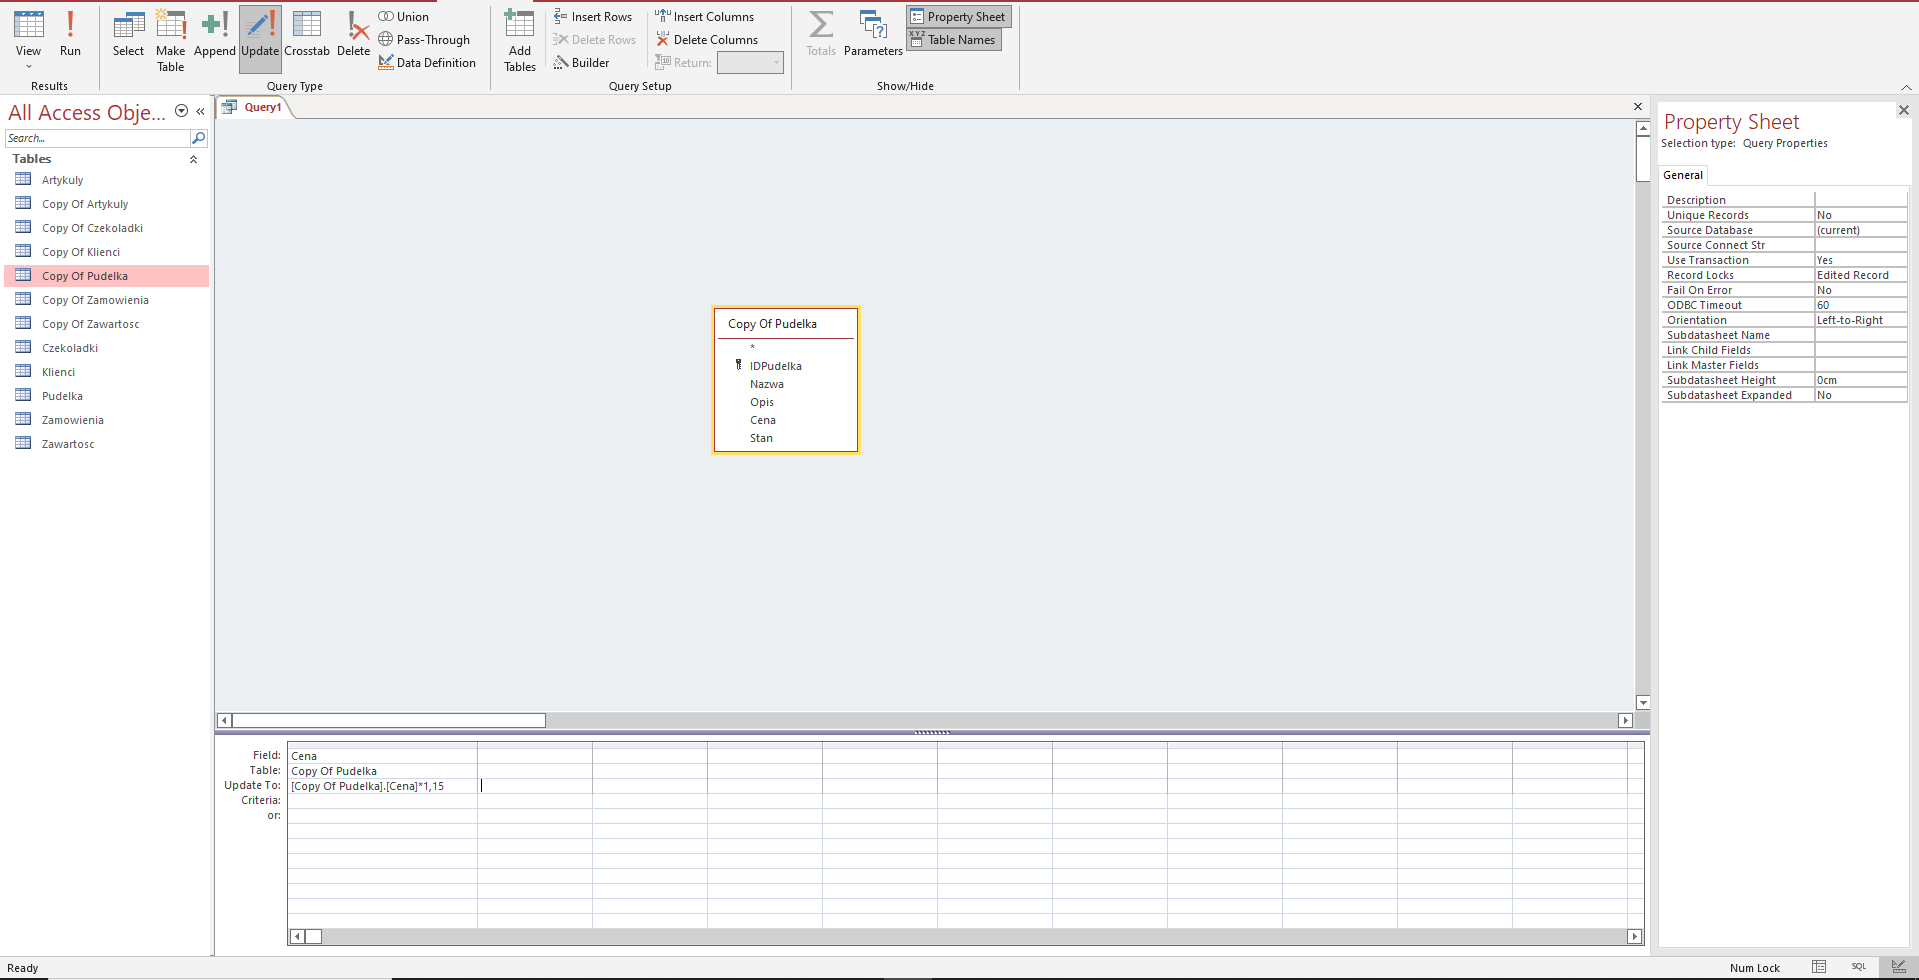 View
Run
Results
Select
Make Table
Append
Update
Crosstab
Delete
Union
Pass-Through
Data Definition
Query Type
Add Tables
Insert Rows
Delete Rows
Builder
Insert Columns
Delete Columns
Return:
Query Setup
Totals
Parameters
Property Sheet
Table Names
Show/Hide
All Access Obje...
Search...
Tables
Artykuly
Copy Of Artykuly
Copy Of Czekoladki
Copy Of Klienci
Copy Of Pudelka
Copy Of Zamowienia
Copy Of Zawartosc
Czekoladki
Klienci
Pudelka
Zamowienia
Zawartosc
Query1
Copy Of Pudelka
*
IDPudelka
Nazwa
Opis
Cena
Stan
Field: Cena
Table: Copy Of Pudelka
Update To: [Copy Of Pudelka].[Cena]*1,15
Criteria:
or:
Property Sheet
Selection type: Query Properties
General
Description
Unique Records No
Source Database (current)
Source Connect Str
Use Transaction Yes
Record Locks Edited Record
Fail On Error No
ODBC Timeout 60
Orientation Left-to-Right
Subdatasheet Name
Link Child Fields
Link Master Fields
Subdatasheet Height 0cm
Subdatasheet Expanded No
Ready
Num Lock
SQL